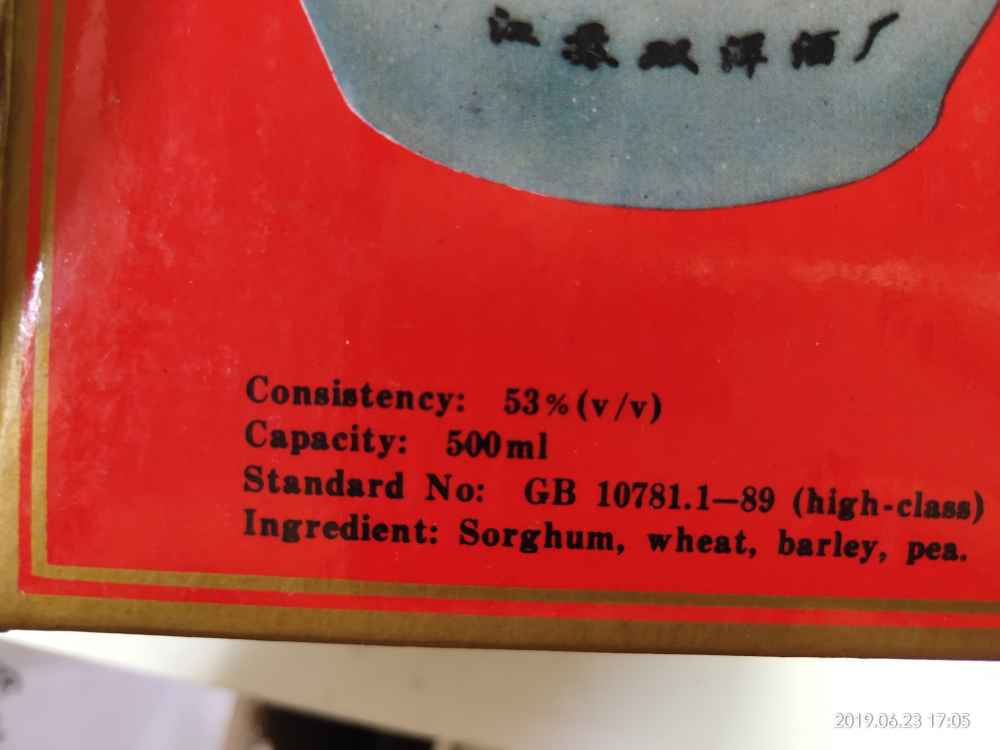 江苏双洋酒厂
Consistency: 53%(v/v)
Capacity: 500ml
Standard No: GB 10781.1—89 (high-class)
Ingredient: Sorghum, wheat, barley, pea.
2019.06.23 17:05